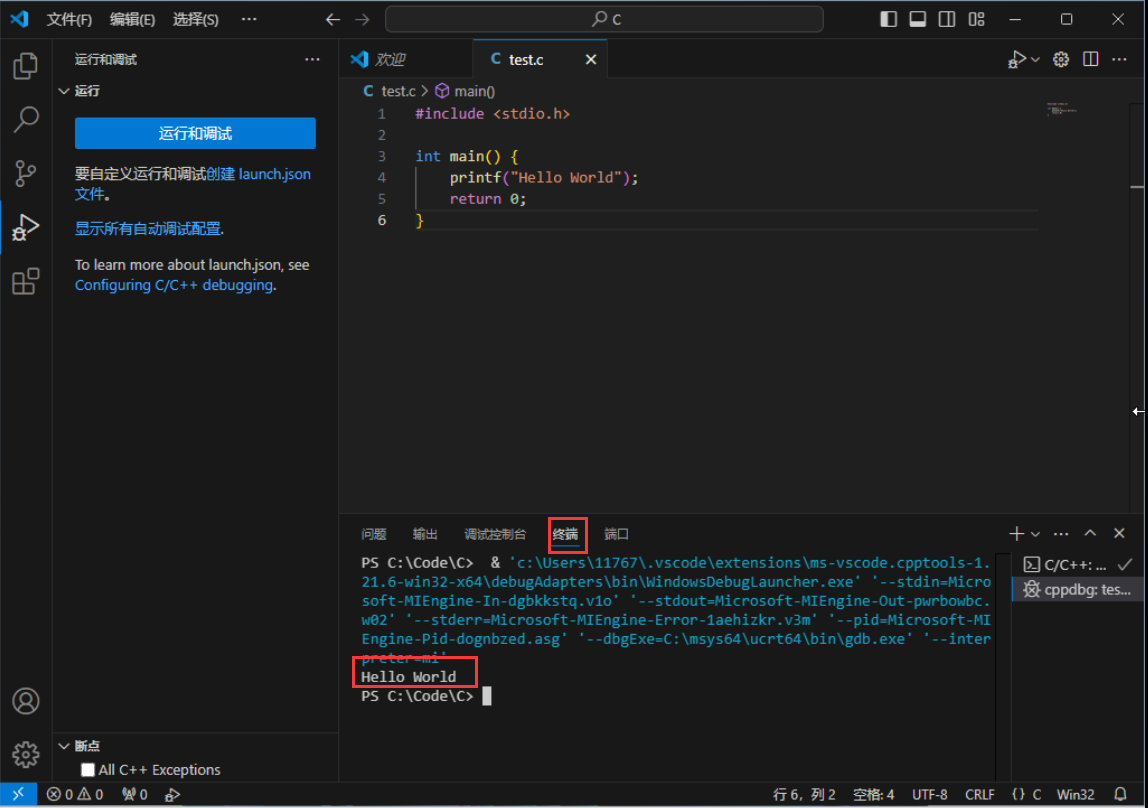 文件(F) 编辑(E) 选择(S) ··· C
运行和调试 ···
运行
运行和调试
要自定义运行和调试创建 launch.json
文件。
显示所有自动调试配置.
To learn more about launch.json, see
Configuring C/C++ debugging.
断点
All C++ Exceptions
欢迎 C test.c
C test.c > main()
1 #include <stdio.h>
2
3 int main() {
4 printf("Hello World");
5 return 0;
6 }
问题 输出 调试控制台 终端 端口
PS C:\Code\C> & 'c:\Users\11767\.vscode\extensions\ms-vscode.cpptools-1.
21.6-win32-x64\debugAdapters\bin\WindowsDebugLauncher.exe' '--stdin=Micro
soft-MIEngine-In-dgbkkstq.v1o' '--stdout=Microsoft-MIEngine-Out-pwrbowbc.
w02' '--stderr=Microsoft-MIEngine-Error-1aehizkr.v3m' '--pid=Microsoft-MI
Engine-Pid-dognbzed.asg' '--dbgExe=C:\msys64\ucrt64\bin\gdb.exe' '--inter
preter=mi'
Hello World
PS C:\Code\C>
C/C++: ...
cppdbg: tes...
0 0 0 行 6，列 2 空格: 4 UTF-8 CRLF {} C Win32